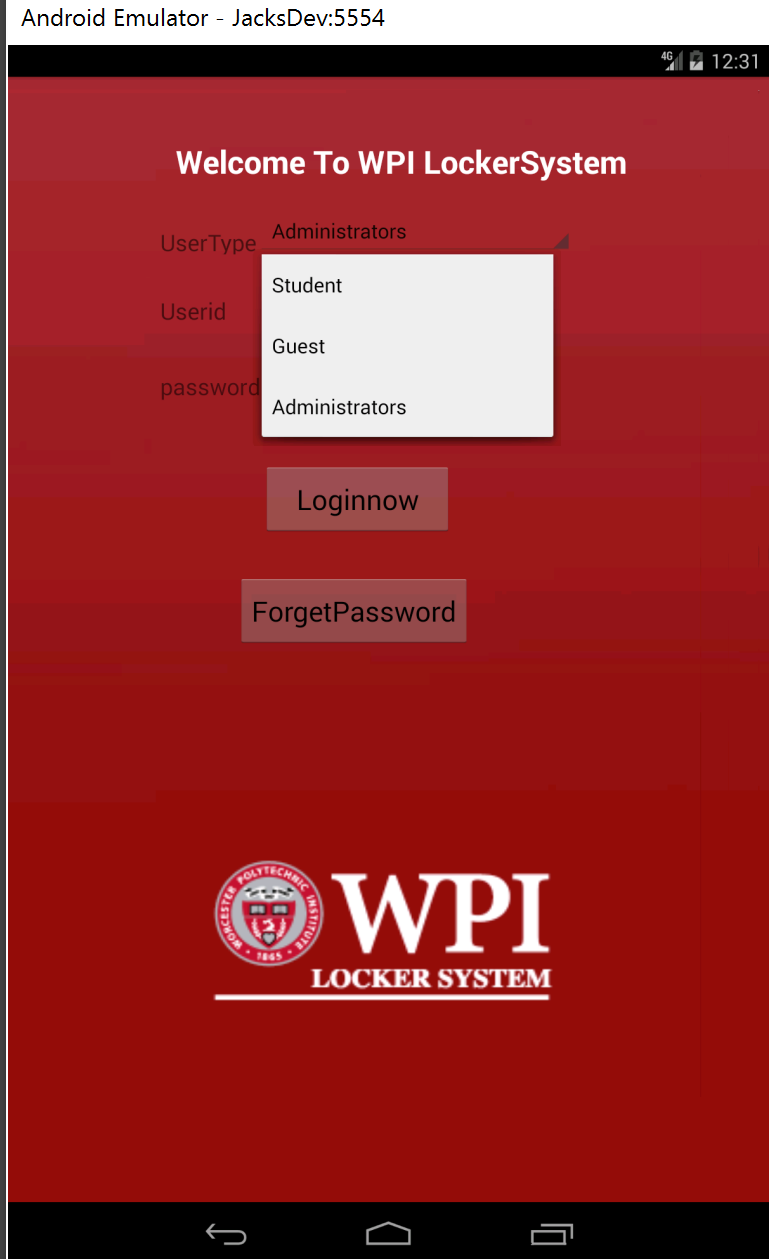 Android Emulator - JacksDev:5554
4G 12:31
Welcome To WPI LockerSystem
UserType Administrators
Student
Userid
Guest
password
Administrators
Loginnow
ForgetPassword
WORCESTER POLYTECHNIC INSTITUTE
1865
WPI
LOCKER SYSTEM